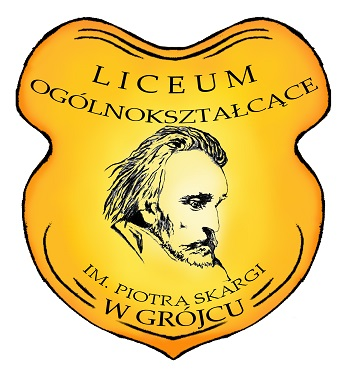 LICEUM
OGÓLNOKSZTAŁCĄCE
IM. PIOTRA SKARGI
W GRÓJCU